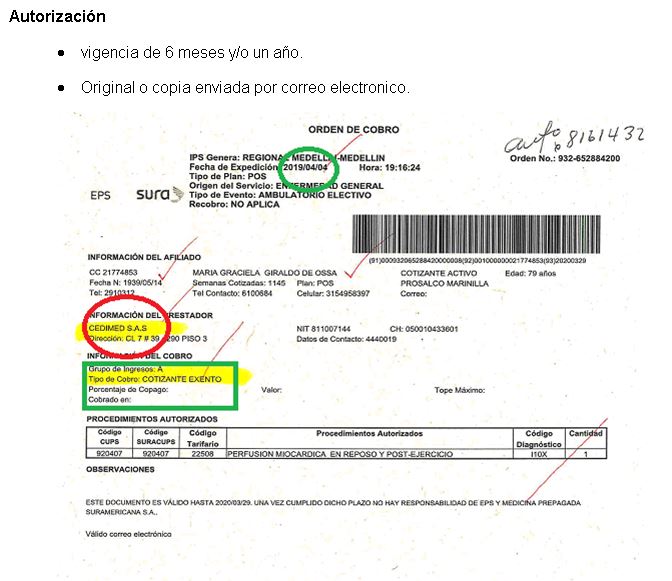 Autorización
• vigencia de 6 meses y/o un año.
• Original o copia enviada por correo electronico.
ORDEN DE COBRO
auto 8161432
IPS Genera: REGIONAL MEDELLIN-MEDELLIN
Orden No.: 932-652884200
Fecha de Expedición: 2019/04/04 Hora: 19:16:24
Tipo de Plan: POS
Origen del Servicio: ENFERMEDAD GENERAL
EPS sura
Tipo de Evento: AMBULATORIO ELECTIVO
Recobro: NO APLICA
(91)00093206528842000008(92)00100000021774853(93)20200329
INFORMACIÓN DEL AFILIADO
CC 21774853 MARIA GRACIELA GIRALDO DE OSSA COTIZANTE ACTIVO Edad: 79 años
Fecha N: 1939/05/14 Semanas Cotizadas: 1145 Plan: POS PROSALCO MARINILLA
Tel: 2910312 Tel Contacto: 6100684 Celular: 3154958397 Correo:
INFORMACIÓN DEL PRESTADOR
CEDIMED S.A.S NIT 811007144 CH: 050010433601
Dirección: CL 7 # 39 290 PISO 3 Datos de Contacto: 4440019
INFORMACIÓN DEL COBRO
Grupo de Ingresos: A
Tipo de Cobro: COTIZANTE EXENTO
Porcentaje de Copago: Valor: Tope Máximo:
Cobrado en:
PROCEDIMIENTOS AUTORIZADOS
Código CUPS Código SURACUPS Código Tarifario Procedimientos Autorizados Código Diagnóstico Cantidad
920407 920407 22508 PERFUSION MIOCARDICA EN REPOSO Y POST-EJERCICIO I10X 1
OBSERVACIONES
ESTE DOCUMENTO ES VÁLIDO HASTA 2020/03/29. UNA VEZ CUMPLIDO DICHO PLAZO NO HAY RESPONSABILIDAD DE EPS Y MEDICINA PREPAGADA
SURAMERICANA S.A.,
Válido correo electrónico